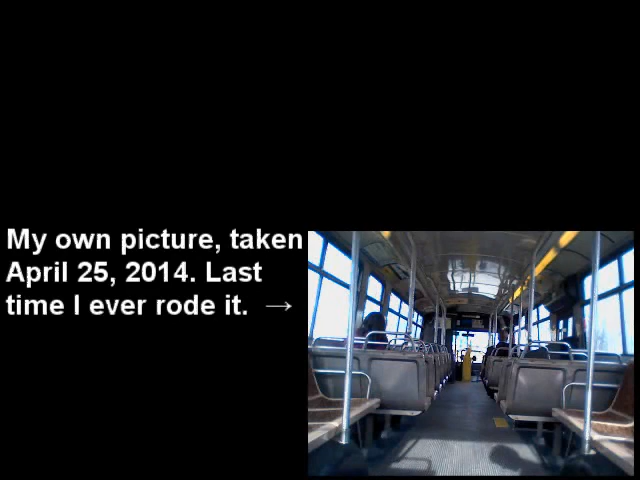 My own picture, taken
April 25, 2014. Last
time I ever rode it. →